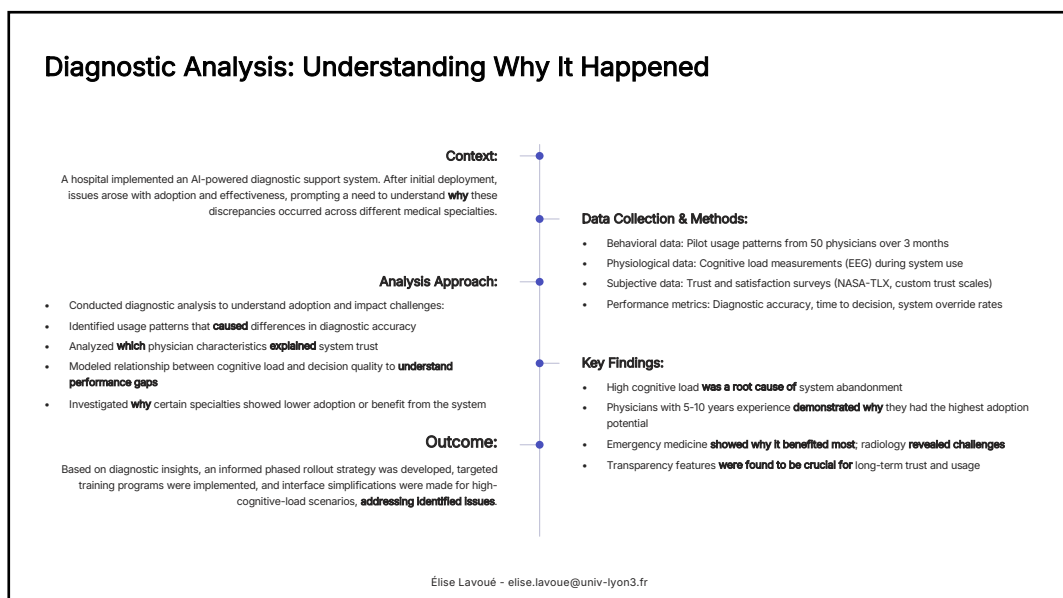 Diagnostic Analysis: Understanding Why It Happened
Context:
A hospital implemented an AI-powered diagnostic support system. After initial deployment,
issues arose with adoption and effectiveness, prompting a need to understand why these
discrepancies occurred across different medical specialties.
Data Collection & Methods:
• Behavioral data: Pilot usage patterns from 50 physicians over 3 months
• Physiological data: Cognitive load measurements (EEG) during system use
• Subjective data: Trust and satisfaction surveys (NASA-TLX, custom trust scales)
• Performance metrics: Diagnostic accuracy, time to decision, system override rates
Analysis Approach:
• Conducted diagnostic analysis to understand adoption and impact challenges:
• Identified usage patterns that caused differences in diagnostic accuracy
• Analyzed which physician characteristics explained system trust
• Modeled relationship between cognitive load and decision quality to understand
performance gaps
• Investigated why certain specialties showed lower adoption or benefit from the system
Key Findings:
• High cognitive load was a root cause of system abandonment
• Physicians with 5-10 years experience demonstrated why they had the highest adoption
potential
• Emergency medicine showed why it benefited most; radiology revealed challenges
• Transparency features were found to be crucial for long-term trust and usage
Outcome:
Based on diagnostic insights, an informed phased rollout strategy was developed, targeted
training programs were implemented, and interface simplifications were made for high-
cognitive-load scenarios, addressing identified issues.
Élise Lavoué - elise.lavoue@univ-lyon3.fr